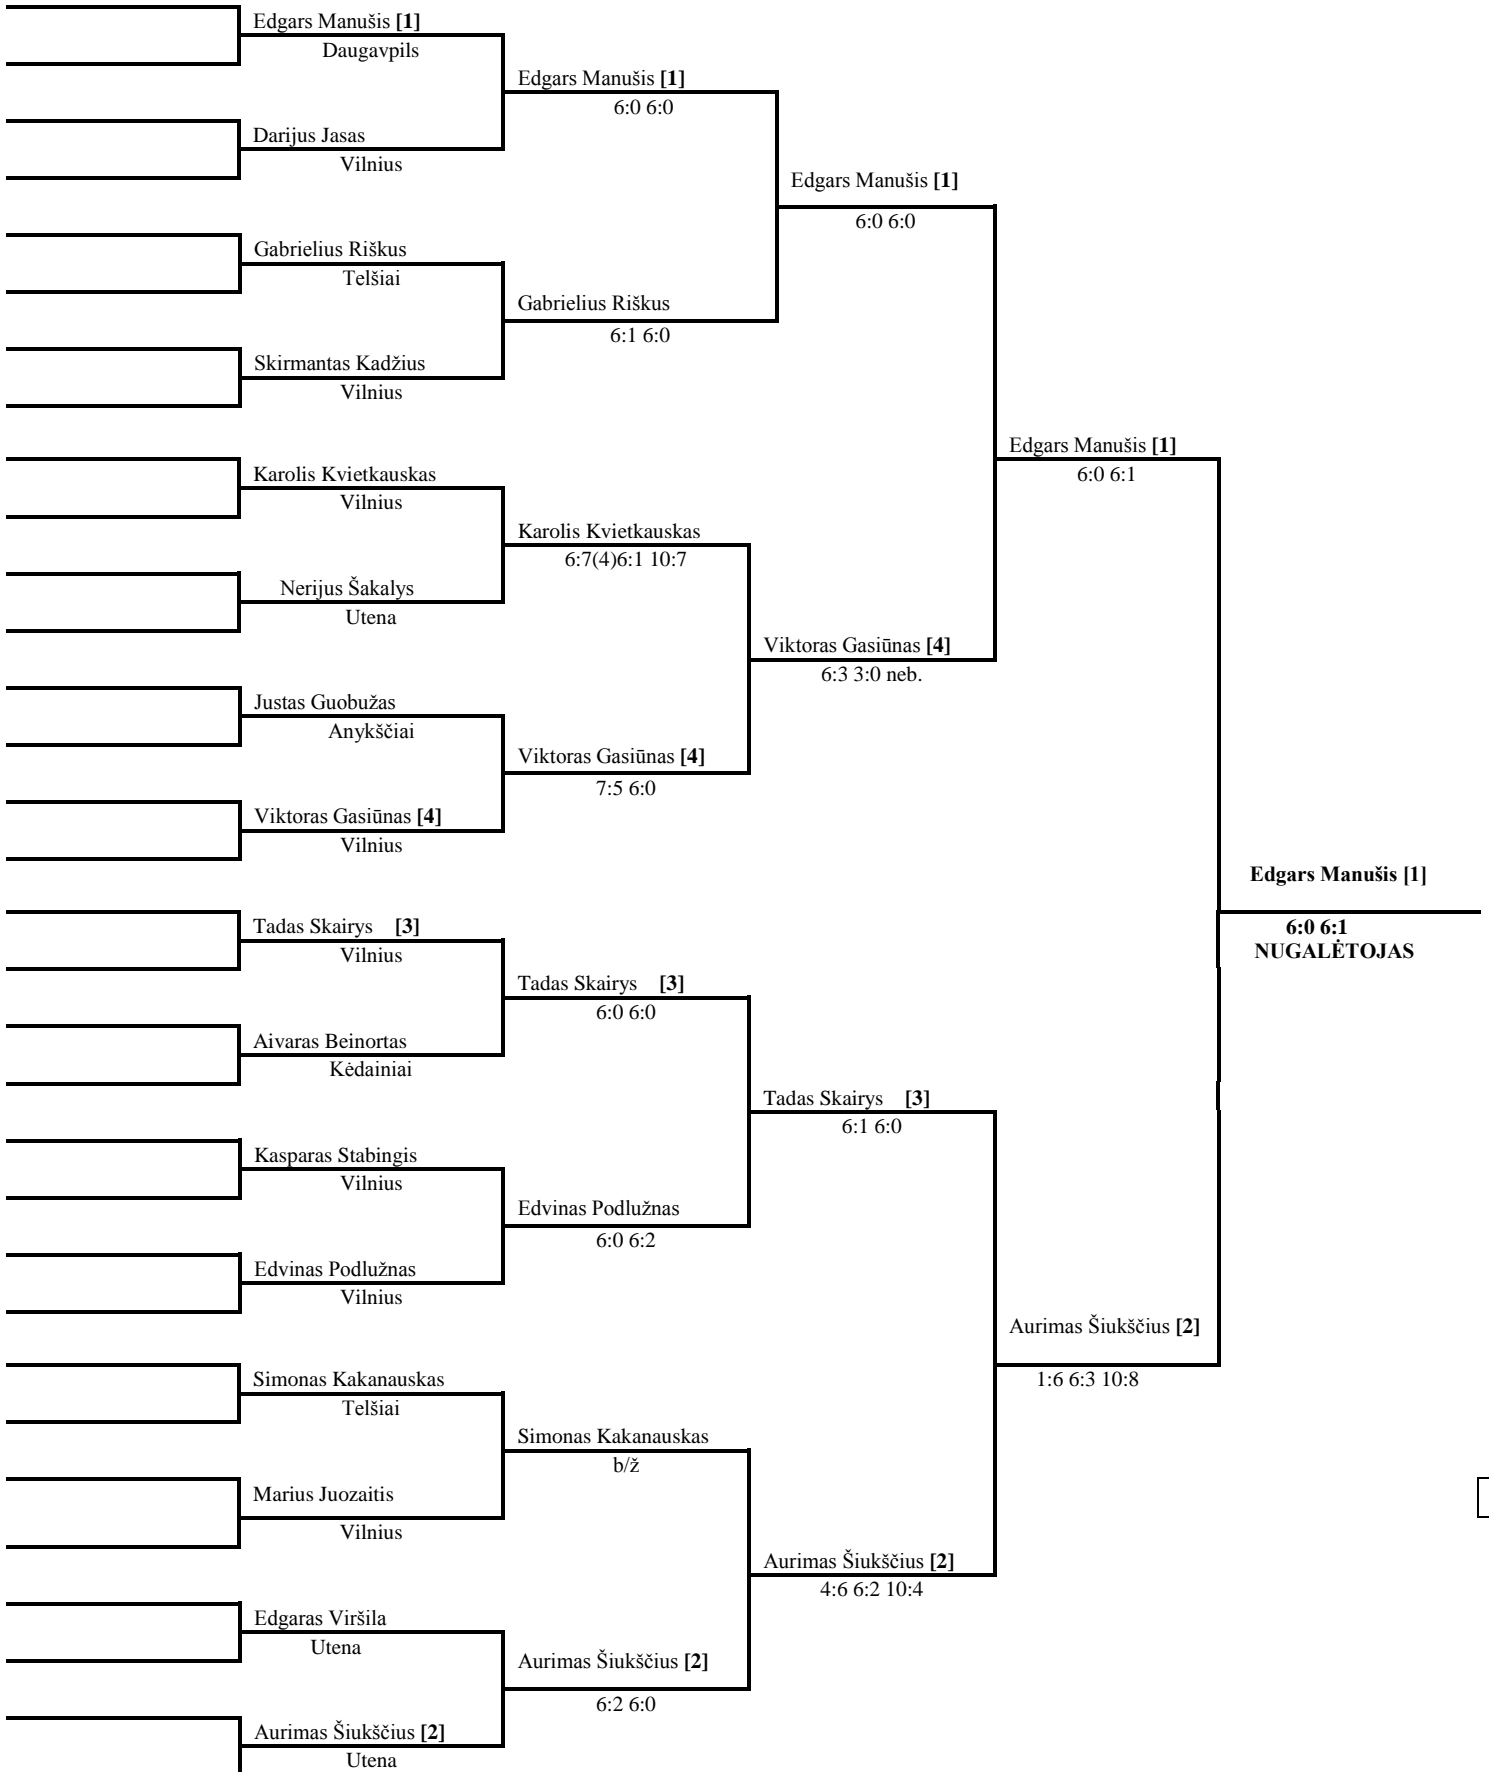 Edgars Manušis [1]
Daugavpils
Edgars Manušis [1]
6:0 6:0
Darijus Jasas
Vilnius
Edgars Manušis [1]
6:0 6:0
Gabrielius Riškus
Telšiai
Gabrielius Riškus
6:1 6:0
Skirmantas Kadžius
Vilnius
Edgars Manušis [1]
6:0 6:1
Karolis Kvietkauskas
Vilnius
Karolis Kvietkauskas
6:7(4)6:1 10:7
Nerijus Šakalys
Utena
Viktoras Gasiūnas [4]
6:3 3:0 neb.
Justas Guobužas
Anykščiai
Viktoras Gasiūnas [4]
7:5 6:0
Viktoras Gasiūnas [4]
Vilnius
Edgars Manušis [1]
6:0 6:1
NUGALĖTOJAS
Tadas Skairys [3]
Vilnius
Tadas Skairys [3]
6:0 6:0
Aivaras Beinortas
Kėdainiai
Tadas Skairys [3]
6:1 6:0
Kasparas Stabingis
Vilnius
Edvinas Podlužnas
6:0 6:2
Edvinas Podlužnas
Vilnius
Aurimas Šiukščius [2]
1:6 6:3 10:8
Simonas Kakanauskas
Telšiai
Simonas Kakanauskas
b/ž
Marius Juozaitis
Vilnius
Aurimas Šiukščius [2]
4:6 6:2 10:4
Edgaras Viršila
Utena
Aurimas Šiukščius [2]
6:2 6:0
Aurimas Šiukščius [2]
Utena